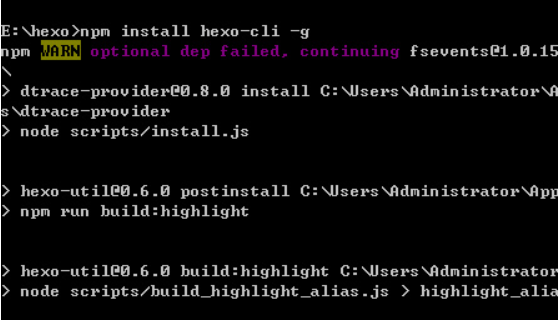 E:\hexo>npm install hexo-cli -g
npm WARN optional dep failed, continuing fsevents@1.0.15
\
> dtrace-provider@0.8.0 install C:\Users\Administrator\A
s\dtrace-provider
> node scripts/install.js
> hexo-util@0.6.0 postinstall C:\Users\Administrator\App
> npm run build:highlight
> hexo-util@0.6.0 build:highlight C:\Users\Administrator
> node scripts/build_highlight_alias.js > highlight_alia